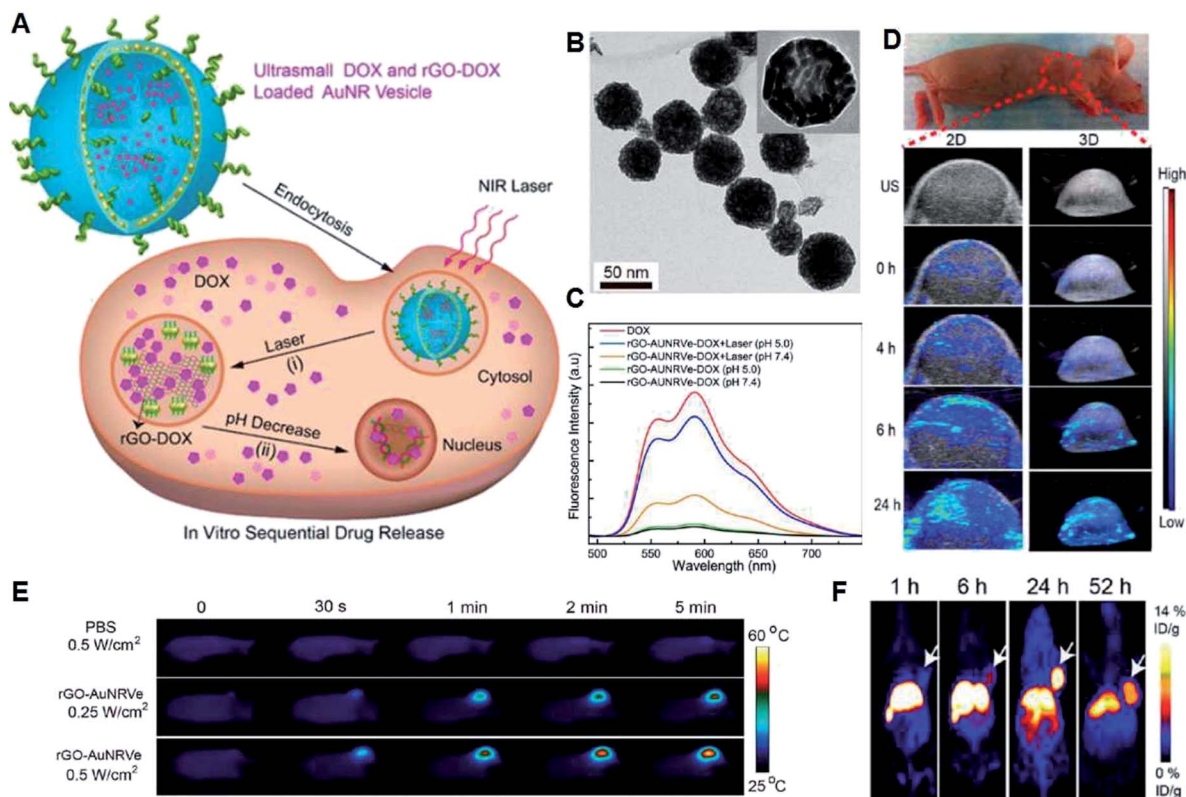 A
Ultrasmall DOX and rGO-DOX
Loaded AuNR Vesicle
Endocytosis
NIR Laser
DOX
Laser
(i)
Cytosol
rGO-DOX
pH Decrease
(ii)
Nucleus
In Vitro Sequential Drug Release
B
50 nm
C
DOX
rGO-AUNRVe-DOX+Laser (pH 5.0)
rGO-AUNRVe-DOX+Laser (pH 7.4)
rGO-AUNRVe-DOX (pH 5.0)
rGO-AUNRVe-DOX (pH 7.4)
Fluorescence Intensity (a.u)
500 550 600 650 700
Wavelength (nm)
D
2D 3D
US
0 h
4 h
6 h
24 h
High
Low
E
0 30 s 1 min 2 min 5 min
PBS
0.5 W/cm²
rGO-AuNRVe
0.25 W/cm²
rGO-AuNRVe
0.5 W/cm²
60 °C
25 °C
F
1 h 6 h 24 h 52 h
14 %
ID/g
0 %
ID/g